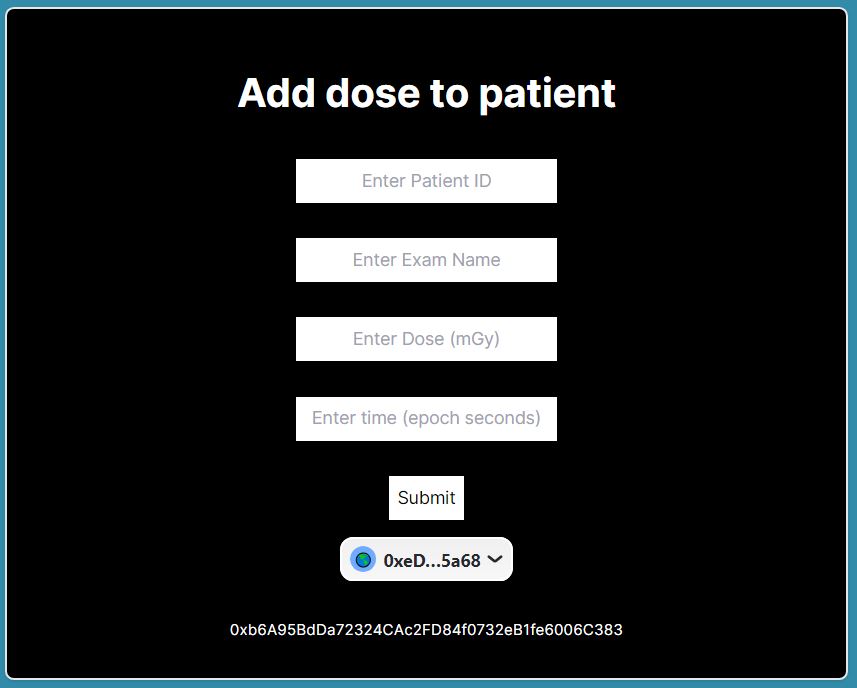 Add dose to patient
Enter Patient ID
Enter Exam Name
Enter Dose (mGy)
Enter time (epoch seconds)
Submit
0xeD...5a68
0xb6A95BdDa72324CAc2FD84f0732eB1fe6006C383